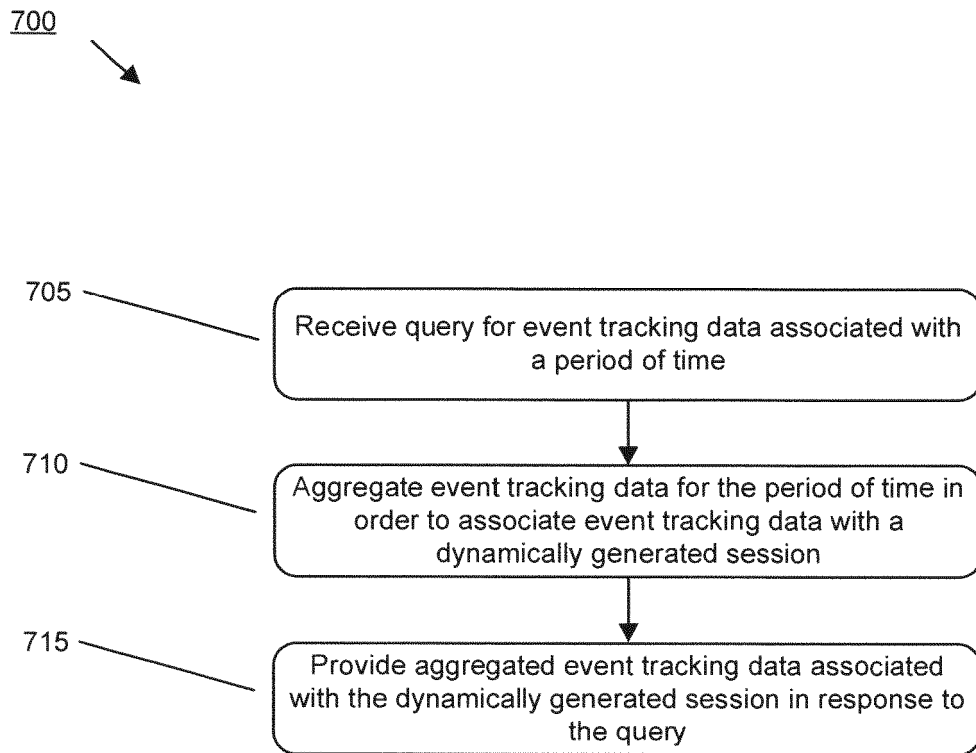 700
705
Receive query for event tracking data associated with
a period of time
710
Aggregate event tracking data for the period of time in
order to associate event tracking data with a
dynamically generated session
715
Provide aggregated event tracking data associated
with the dynamically generated session in response to
the query